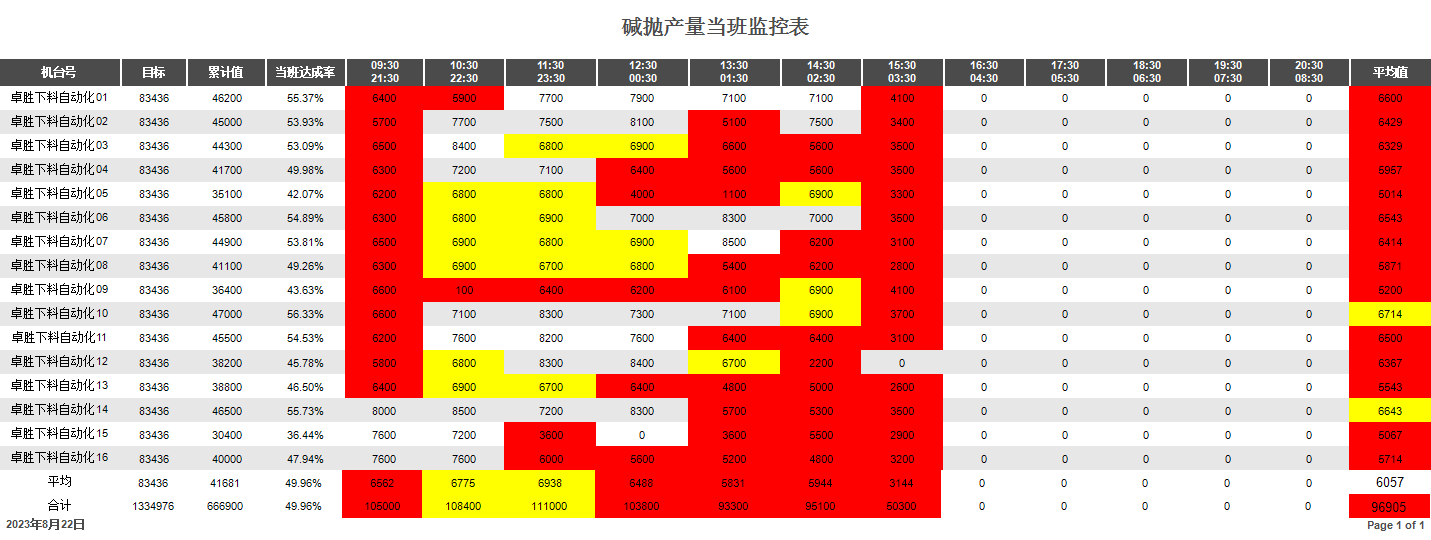 碱抛产量当班监控表
机台号 目标 累计值 当班达成率 09:30 10:30 11:30 12:30 13:30 14:30 15:30 16:30 17:30 18:30 19:30 20:30 平均值
21:30 22:30 23:30 00:30 01:30 02:30 03:30 04:30 05:30 06:30 07:30 08:30
卓胜下料自动化01 83436 46200 55.37% 6400 5900 7700 7900 7100 7100 4100 0 0 0 0 0 6600
卓胜下料自动化02 83436 45000 53.93% 5700 7700 7500 8100 5100 7500 3400 0 0 0 0 0 6429
卓胜下料自动化03 83436 44300 53.09% 6500 8400 6800 6900 6600 5600 3500 0 0 0 0 0 6329
卓胜下料自动化04 83436 41700 49.98% 6300 7200 7100 6400 5600 5600 3500 0 0 0 0 0 5957
卓胜下料自动化05 83436 35100 42.07% 6200 6800 6800 4000 1100 6900 3300 0 0 0 0 0 5014
卓胜下料自动化06 83436 45800 54.89% 6300 6800 6900 7000 8300 7000 3500 0 0 0 0 0 6543
卓胜下料自动化07 83436 44900 53.81% 6500 6900 6800 6900 8500 6200 3100 0 0 0 0 0 6414
卓胜下料自动化08 83436 41100 49.26% 6300 6900 6700 6800 5400 6200 2800 0 0 0 0 0 5871
卓胜下料自动化09 83436 36400 43.63% 6600 100 6400 6200 6100 6900 4100 0 0 0 0 0 5200
卓胜下料自动化10 83436 47000 56.33% 6600 7100 8300 7300 7100 6900 3700 0 0 0 0 0 6714
卓胜下料自动化11 83436 45500 54.53% 6200 7600 8200 7600 6400 6400 3100 0 0 0 0 0 6500
卓胜下料自动化12 83436 38200 45.78% 5800 6800 8300 8400 6700 2200 0 0 0 0 0 0 6367
卓胜下料自动化13 83436 38800 46.50% 6400 6900 6700 6400 4800 5000 2600 0 0 0 0 0 5543
卓胜下料自动化14 83436 46500 55.73% 8000 8500 7200 8300 5700 5300 3500 0 0 0 0 0 6643
卓胜下料自动化15 83436 30400 36.44% 7600 7200 3600 0 3600 5500 2900 0 0 0 0 0 5067
卓胜下料自动化16 83436 40000 47.94% 7600 7600 6000 5600 5200 4800 3200 0 0 0 0 0 5714
平均 83436 41681 49.96% 6562 6775 6938 6488 5831 5944 3144 0 0 0 0 0 6057
合计 1334976 666900 49.96% 105000 108400 111000 103800 93300 95100 50300 0 0 0 0 0 96905
2023年8月22日 Page 1 of 1